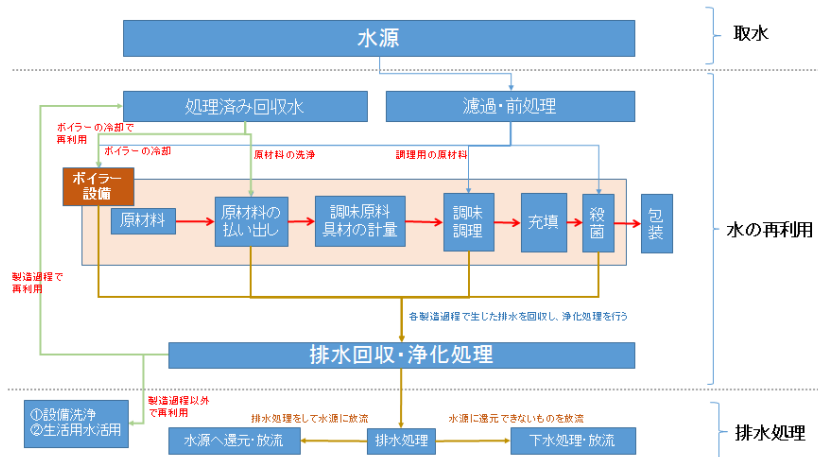 水源
取水
処理済み回収水
濾過・前処理
ボイラーの冷却で
再利用
ボイラーの冷却
原材料の洗浄
調理用の原材料
ボイラー
設備
原材料
原材料の
払い出し
調味原料
具材の計量
調味
調理
充填
殺
菌
包
装
水の再利用
製造過程で
再利用
各製造過程で生じた排水を回収し、浄化処理を行う
排水回収・浄化処理
製造過程以外
で再利用
①設備洗浄
②生活用水活用
排水処理をして水源に放流
水源に還元できないものを放流
水源へ還元・放流
排水処理
下水処理・放流
排水処理